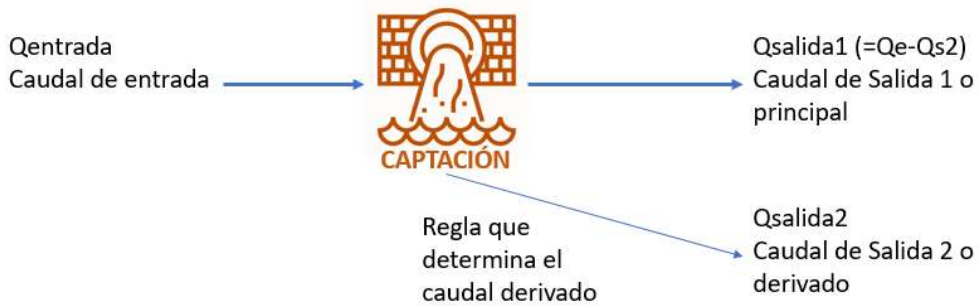 Qentrada
Caudal de entrada
CAPTACIÓN
Qsalida1 (=Qe-Qs2)
Caudal de Salida 1 o
principal
Regla que
determina el
caudal derivado
Qsalida2
Caudal de Salida 2 o
derivado